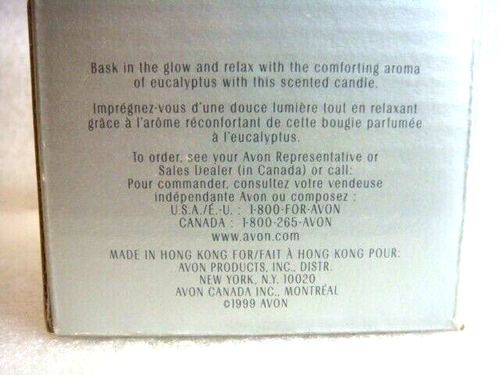 Bask in the glow and relax with the comforting aroma
of eucalyptus with this scented candle.
Imprégnez-vous d'une douce lumière tout en relaxant
grâce à l'arôme réconfortant de cette bougie parfumée
à l'eucalyptus.
To order, see your Avon Representative or
Sales Dealer (in Canada) or call:
Pour commander, consultez votre vendeuse
indépendante Avon ou composez :
U.S.A./É.-U. : 1-800-FOR-AVON
CANADA : 1-800-265-AVON
www.avon.com
MADE IN HONG KONG FOR/FAIT À HONG KONG POUR:
AVON PRODUCTS, INC., DISTR.
NEW YORK, N.Y. 10020
AVON CANADA INC., MONTRÉAL
©1999 AVON